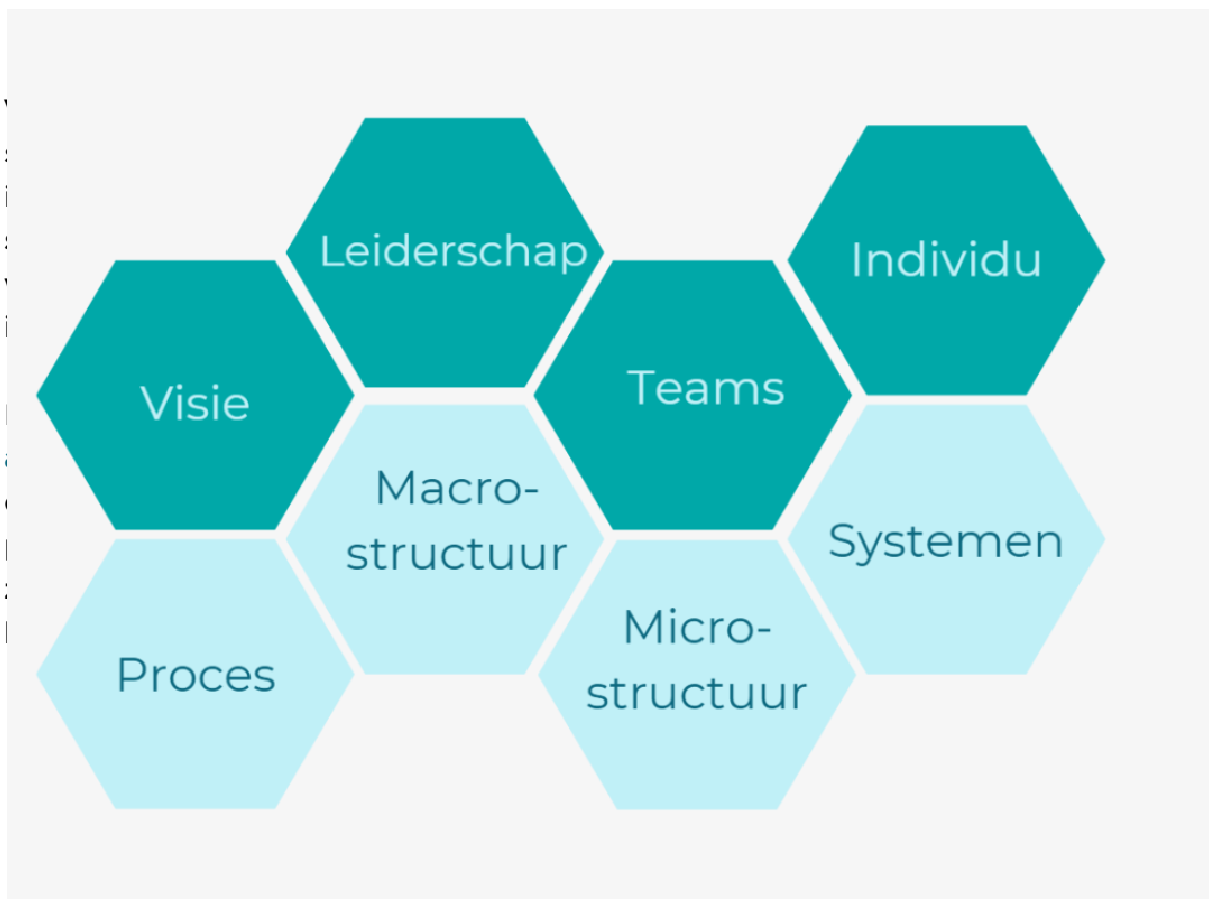 Leiderschap
Individu
Visie
Teams
Macro-
structuur
Systemen
Proces
Micro-
structuur